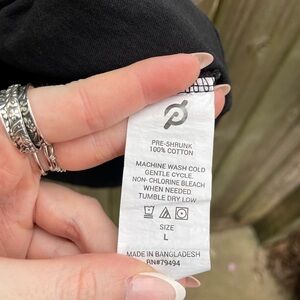 PRE-SHRUNK
100% COTTON
MACHINE WASH COLD
GENTLE CYCLE.
NON-CHLORINE BLEACH
WHEN NEEDED.
TUMBLE DRY LOW.
SIZE
L
MADE IN BANGLADESH
RN#79494